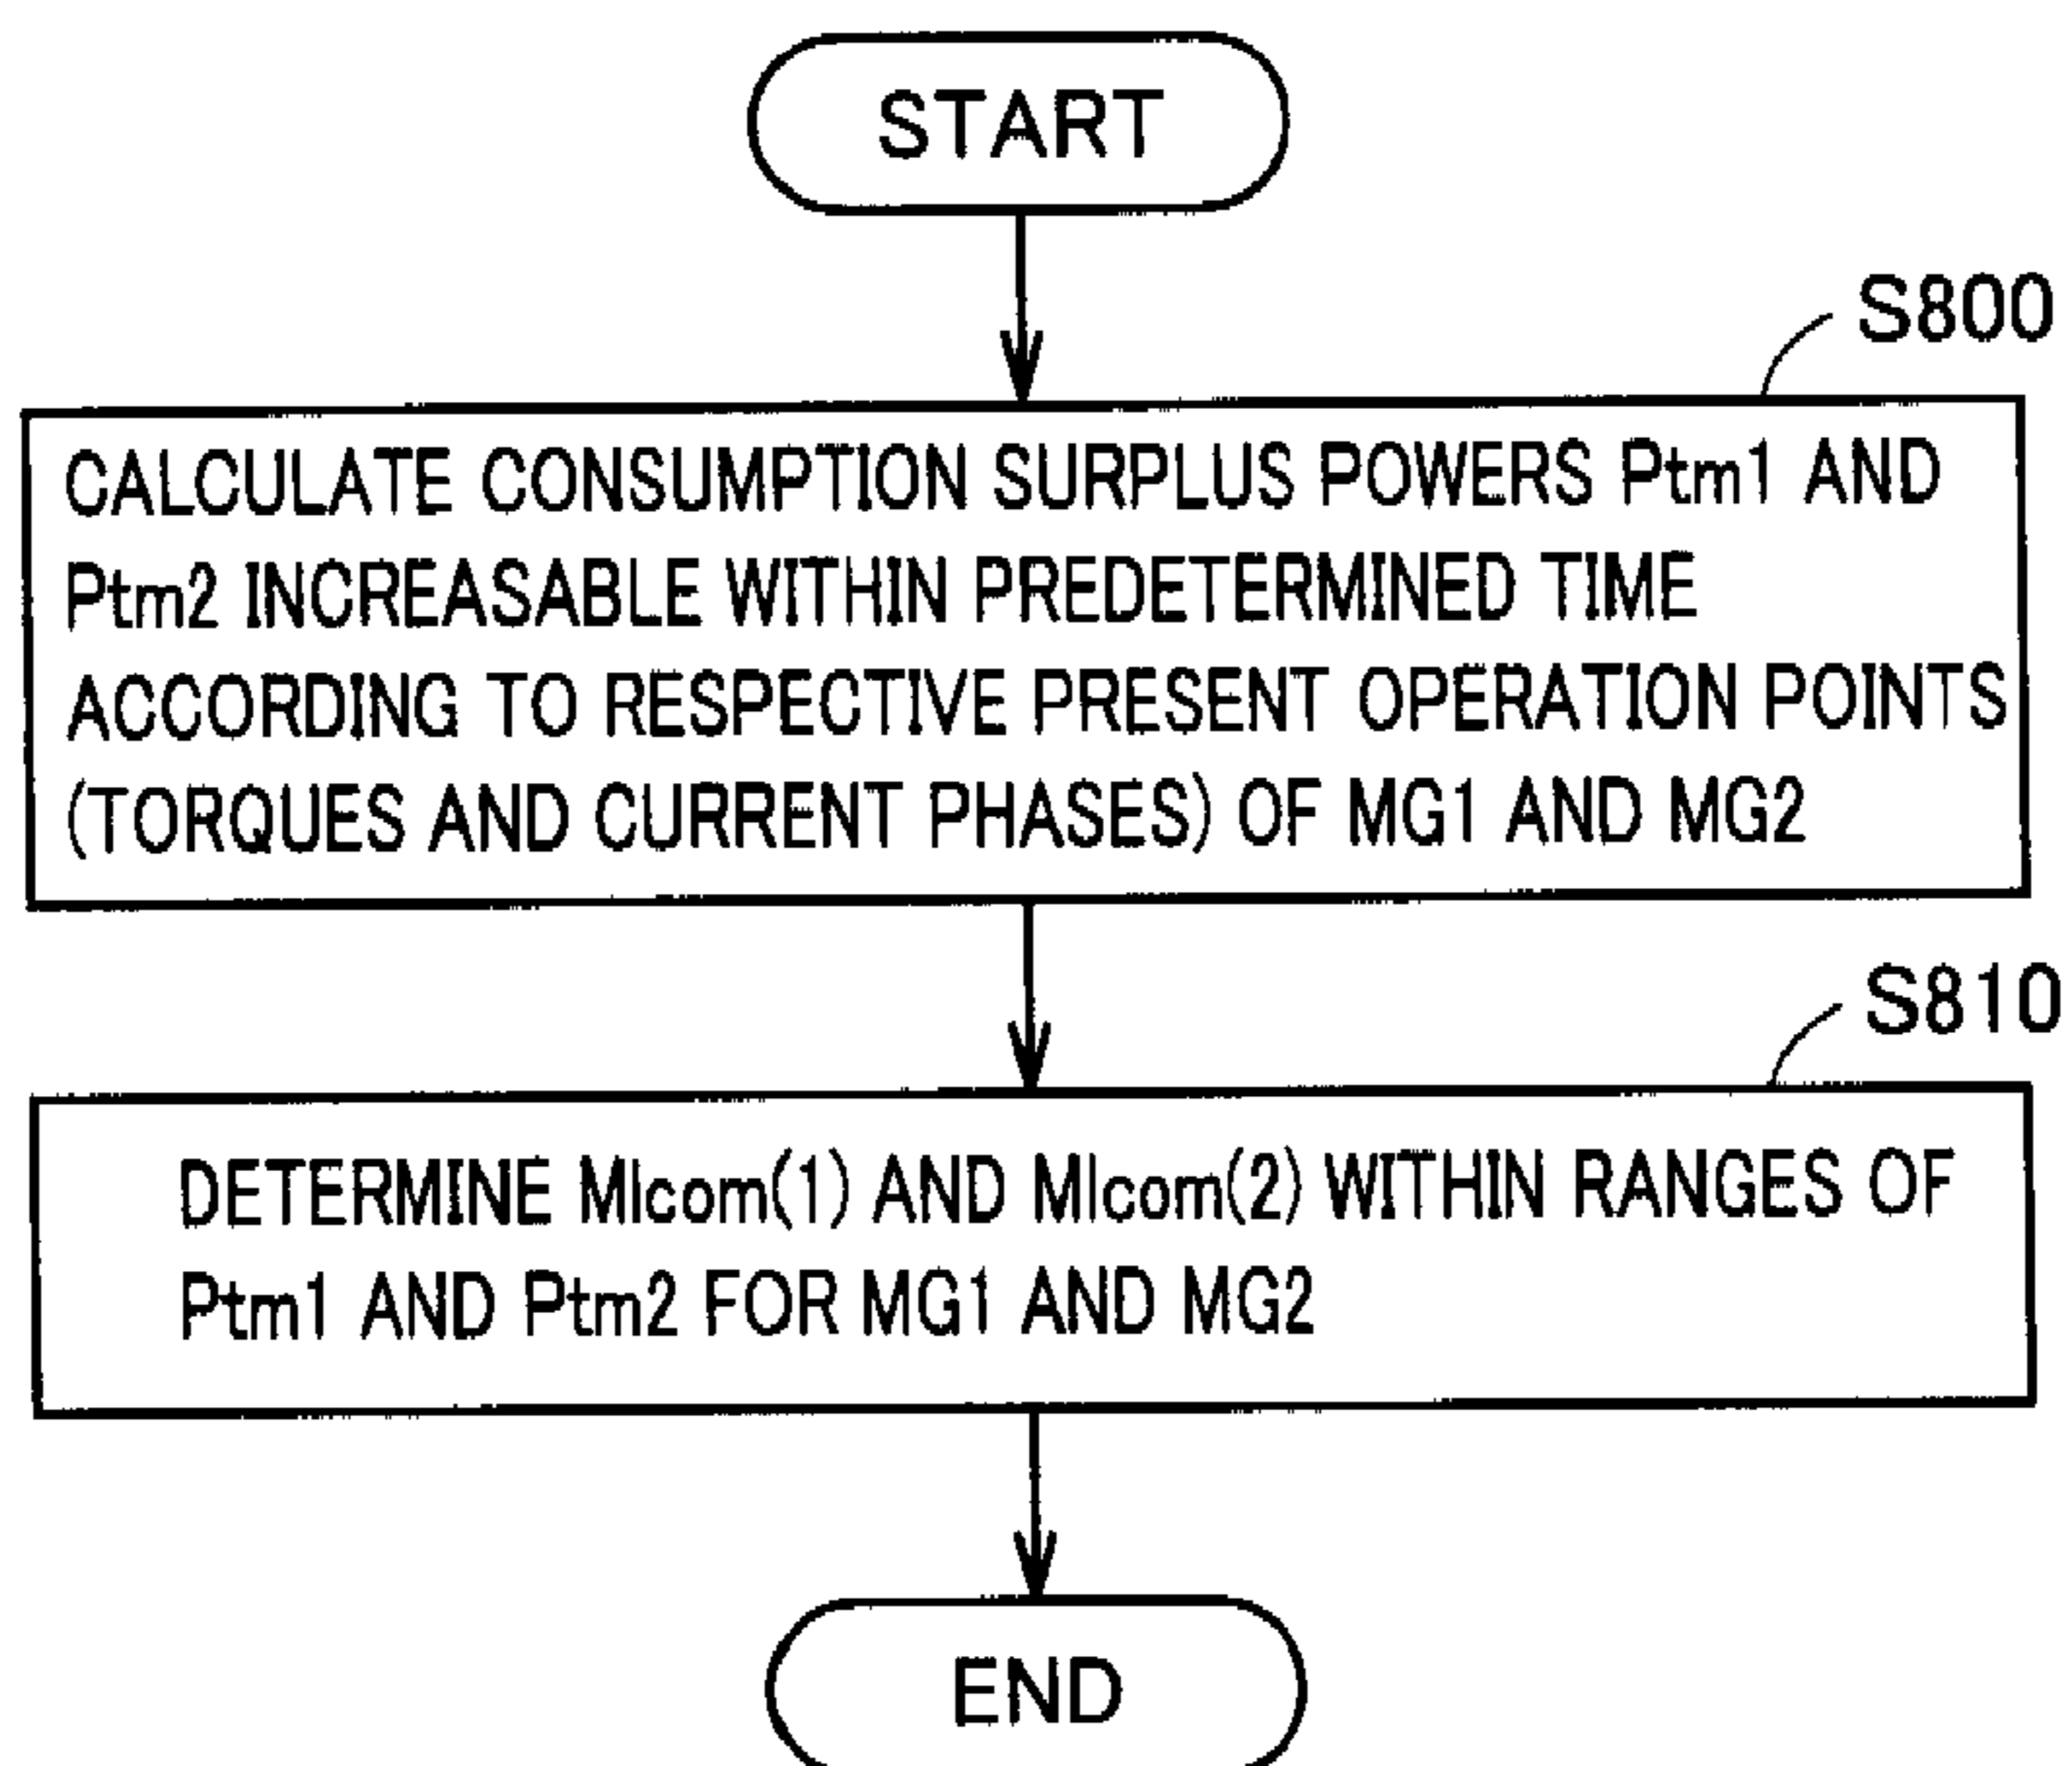 START
S800
CALCULATE CONSUMPTION SURPLUS POWERS Ptm1 AND
Ptm2 INCREASABLE WITHIN PREDETERMINED TIME
ACCORDING TO RESPECTIVE PRESENT OPERATION POINTS
(TORQUES AND CURRENT PHASES) OF MG1 AND MG2
S810
DETERMINE MIcom(1) AND MIcom(2) WITHIN RANGES OF
Ptm1 AND Ptm2 FOR MG1 AND MG2
END